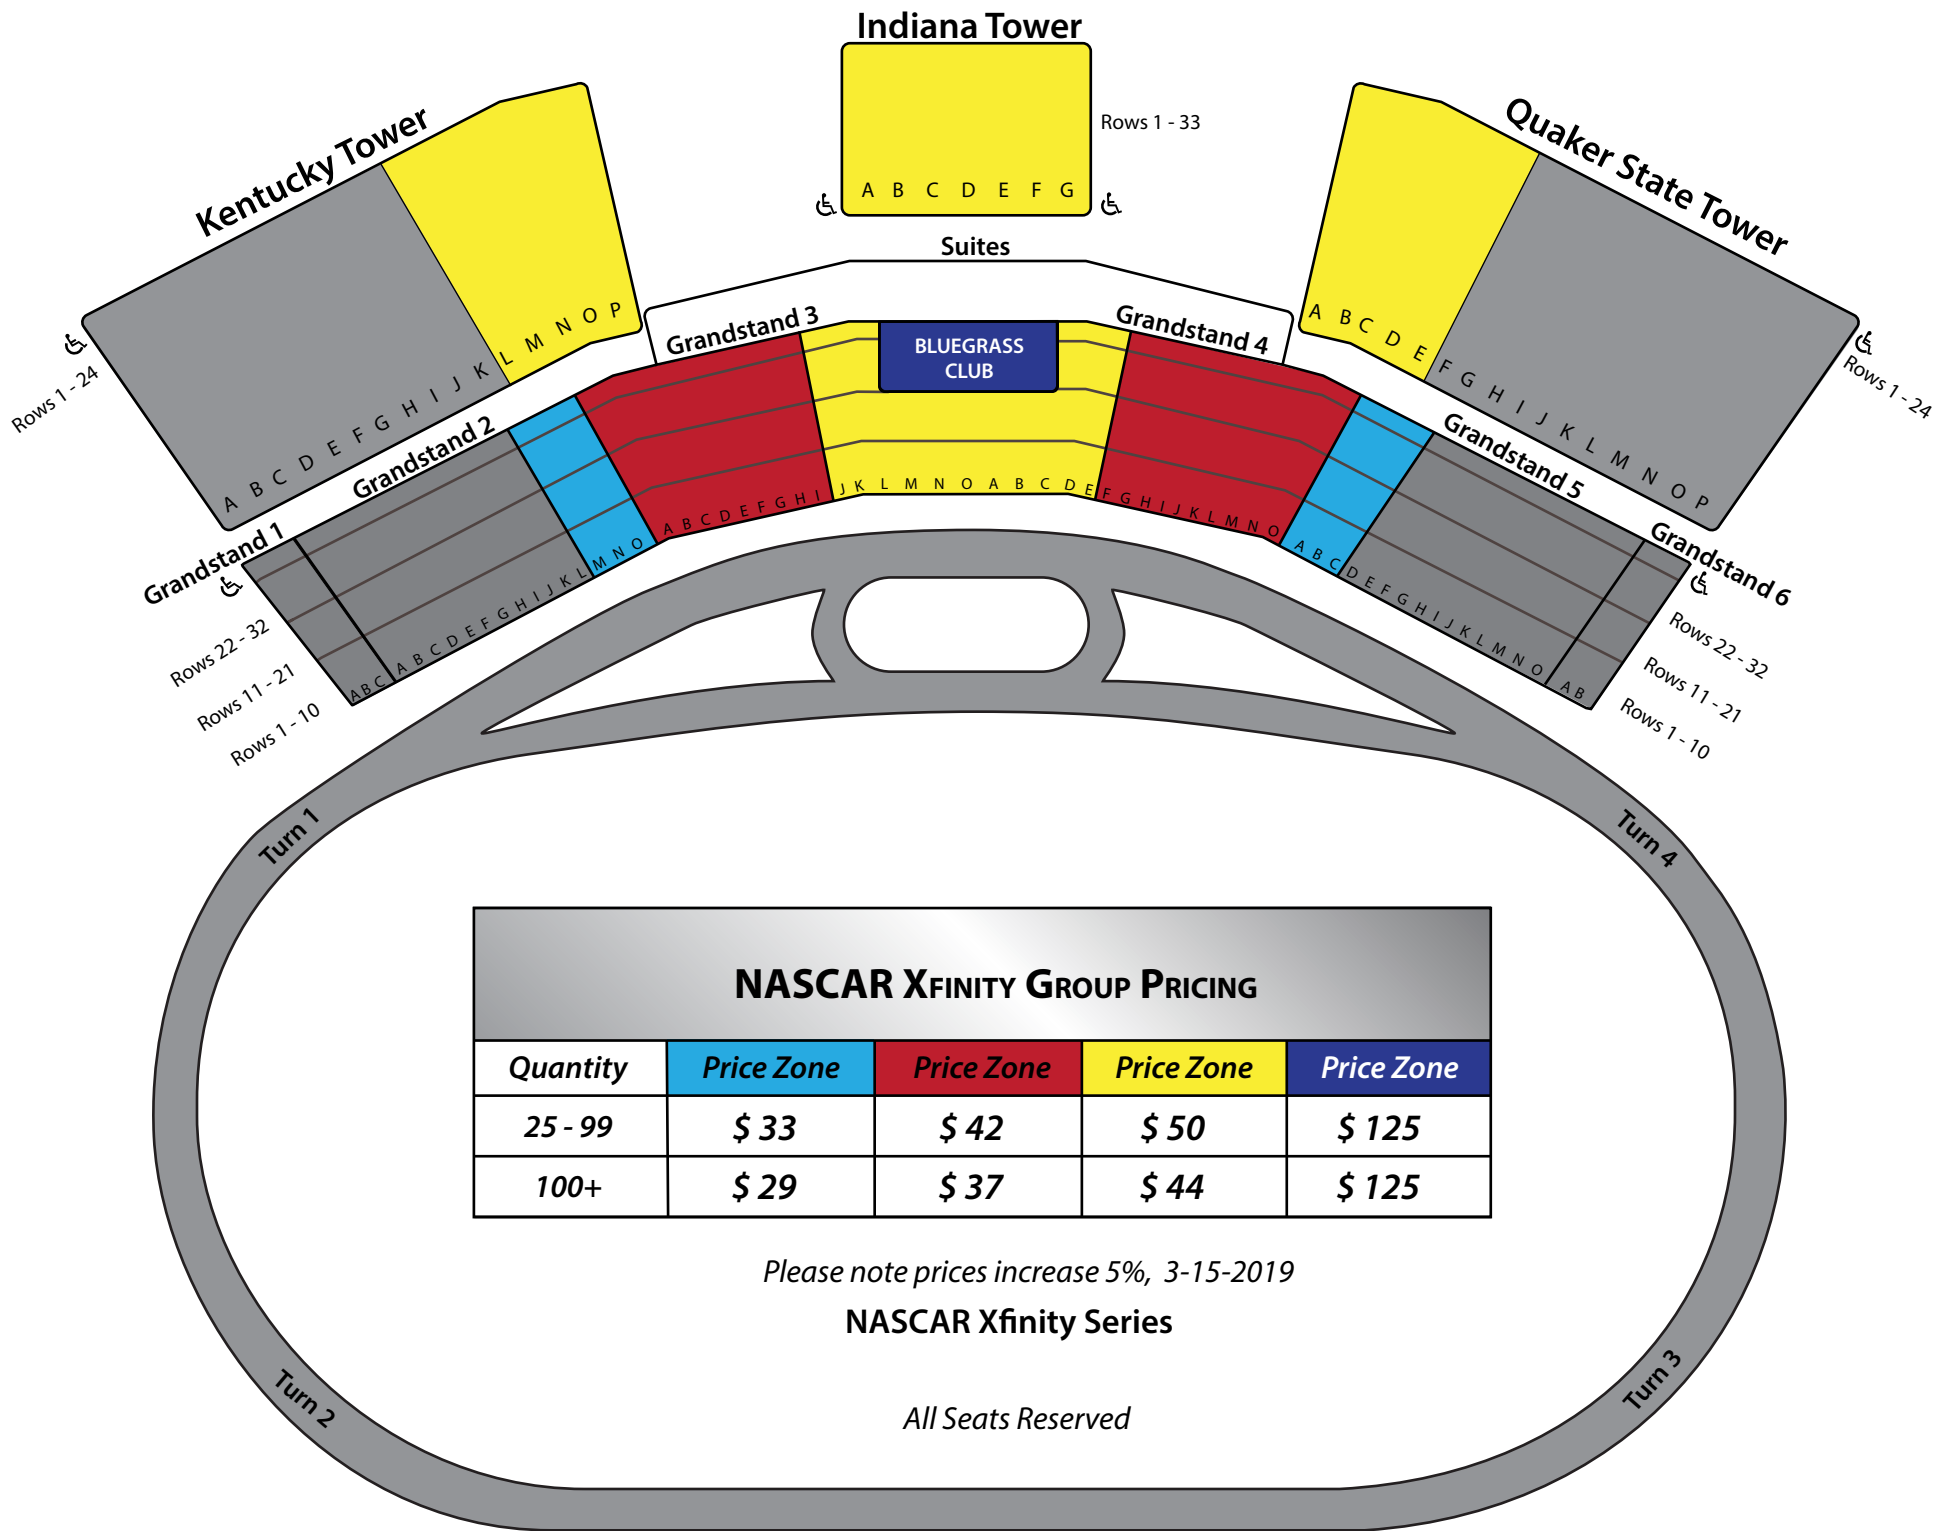 Indiana Tower
Rows 1 - 33
A B C D E F G
Kentucky Tower
Rows 1 - 24
A B C D E F G H I J K L M N O P
Quaker State Tower
Rows 1 - 24
A B C D E F G H I J K L M N O P
Suites
Grandstand 3
Grandstand 4
BLUEGRASS
CLUB
Grandstand 2
Grandstand 5
Grandstand 1
Grandstand 6
A B C
A B C D E F G H I J K L M N O
A B C D E F G H I J K L M N O
A B C D E F G H I J K L M N O
A B C D E F G H I J K L M N O
A B
Rows 22 - 32
Rows 11 - 21
Rows 1 - 10
Rows 22 - 32
Rows 11 - 21
Rows 1 - 10
Turn 1
Turn 4
NASCAR XFINITY GROUP PRICING
Quantity Price Zone Price Zone Price Zone Price Zone
25 - 99 $ 33 $ 42 $ 50 $ 125
100+ $ 29 $ 37 $ 44 $ 125
Please note prices increase 5%, 3-15-2019
NASCAR Xfinity Series
Turn 2
Turn 3
All Seats Reserved